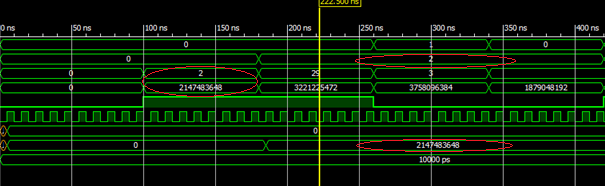 222.500 ns
0 ns 50 ns 100 ns 150 ns 200 ns 250 ns 300 ns 350 ns 400 ns
0 1 0
0 2
0 2 29 3
0 2147483648 3221225472 3758096384 1879048192
0
0 2147483648
10000 ps